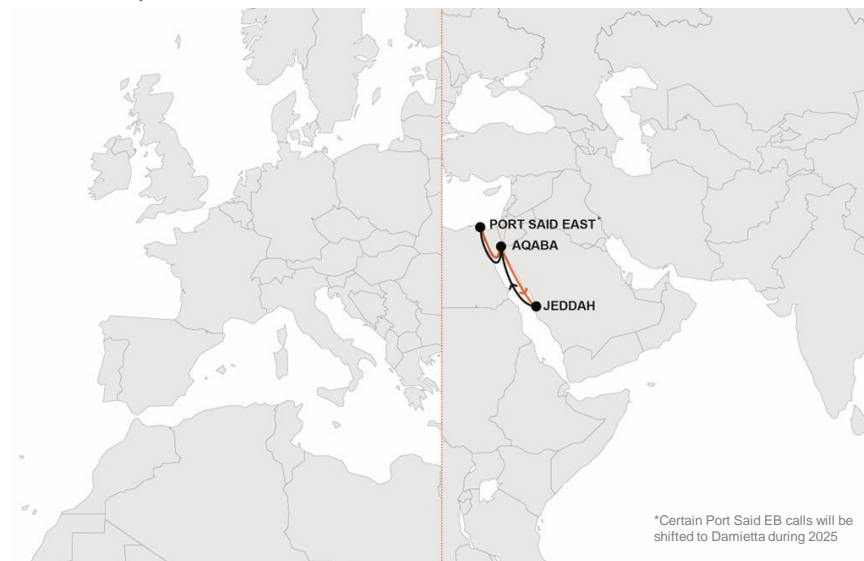 PORT SAID EAST*
AQABA
JEDDAH
*Certain Port Said EB calls will be
shifted to Damietta during 2025